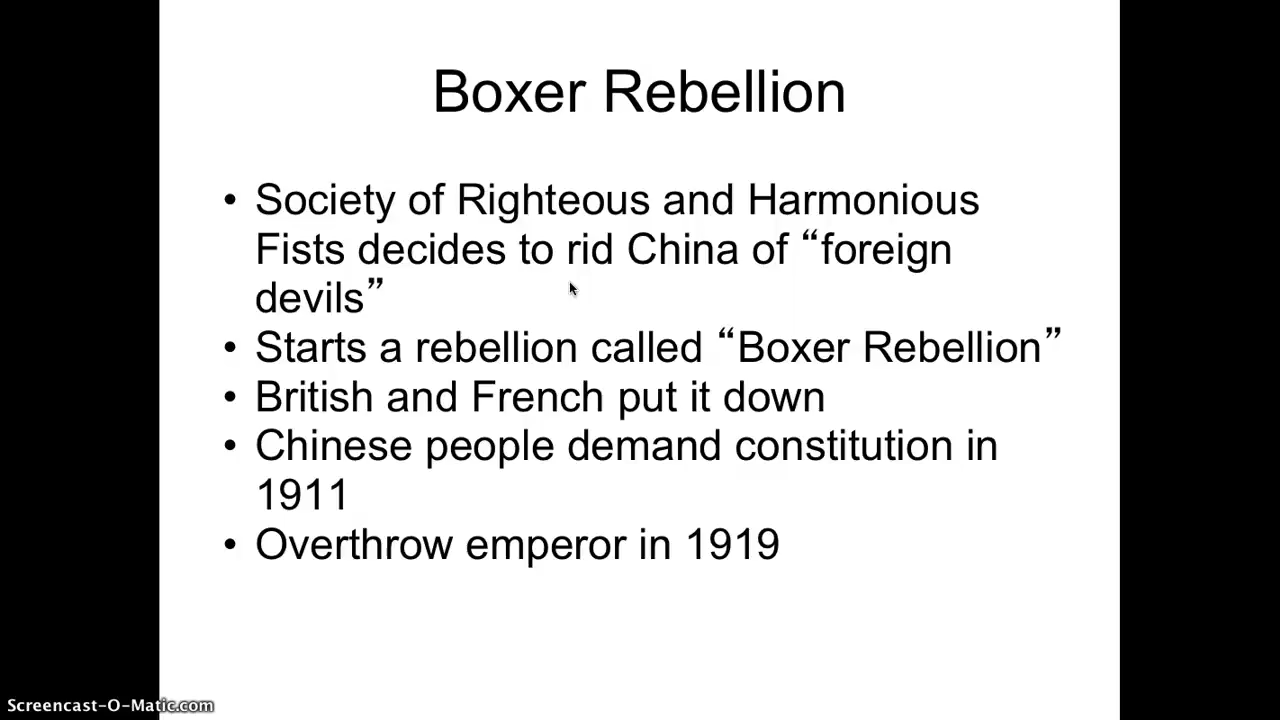 Boxer Rebellion
• Society of Righteous and Harmonious
Fists decides to rid China of “foreign
devils”
• Starts a rebellion called “Boxer Rebellion”
• British and French put it down
• Chinese people demand constitution in
1911
• Overthrow emperor in 1919
Screencast-O-Matic.com